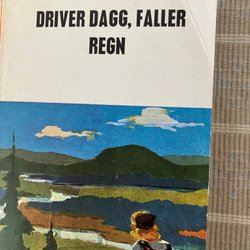 DRIVER DAGG, FALLER
REGN